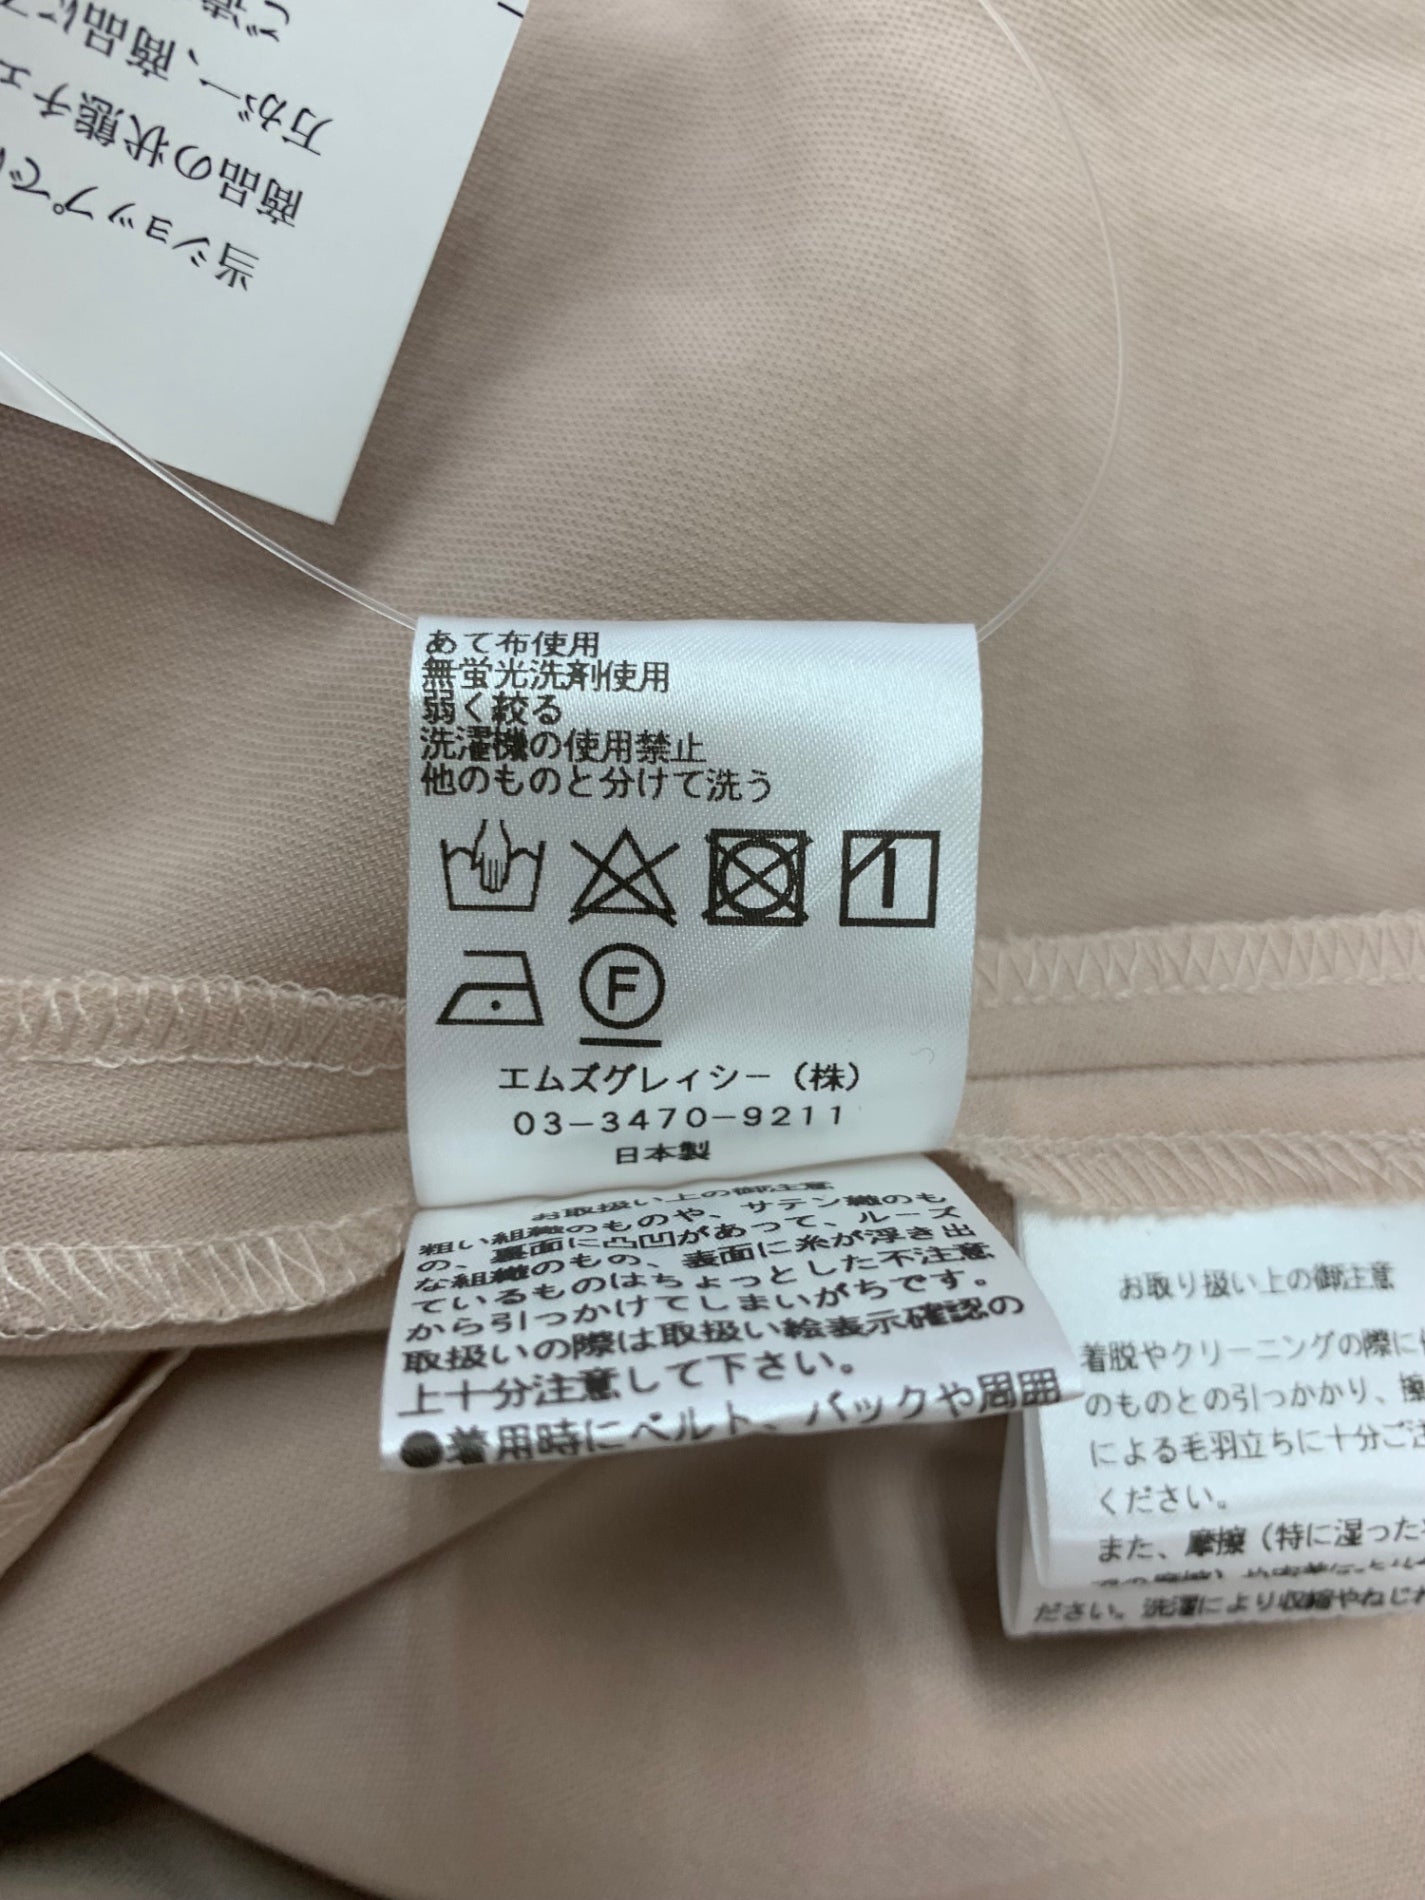 当ショップで
商品の状態チェ
万が一、商品に
ご
あて布使用
無蛍光洗剤使用
弱く絞る
洗濯機の使用禁止
他のものと分けて洗う
F
エムズグレィシー（株）
03-3470-9211
日本製
お取扱い上の御注意
粗い組織のものや、サテン織のも
の、裏面に凸凹があって、ルーズ
な組織のもの、表面に糸が浮き出
ているものはちょっとした不注意
から引っかけてしまいがちです。
取扱いの際は取扱い絵表示確認の
上十分注意して下さい。
●着用時にベルト、バックや周囲
お取り扱い上の御注意
着脱やクリーニングの際に
のものとの引っかかり、擦
による毛羽立ちに十分ご注
ください。
また、摩擦（特に湿った
ださい。洗濯により収縮やねじれ